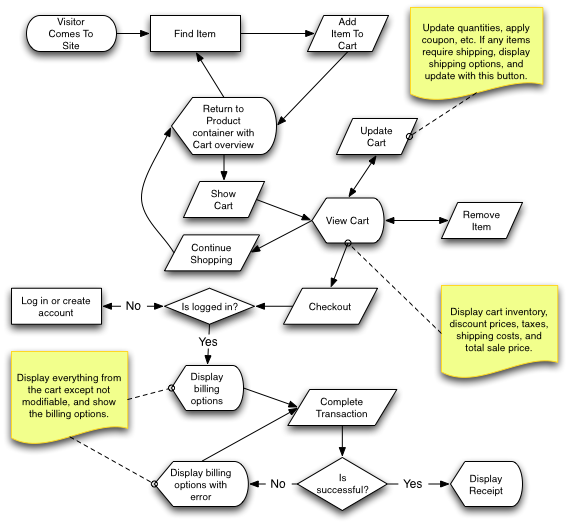 Visitor
Comes To
Site
Find Item
Add
Item To
Cart
Update quantities, apply
coupon, etc. If any items
require shipping, display
shipping options, and
update with this button.
Return to
Product
container with
Cart overview
Update
Cart
Show
Cart
View Cart
Remove
Item
Continue
Shopping
Log in or create
account
No
Is logged in?
Checkout
Display cart inventory,
discount prices, taxes,
shipping costs, and
total sale price.
Yes
Display everything from
the cart except not
modifiable, and show
the billing options.
Display
billing
options
Complete
Transaction
Display billing
options with
error
No
Is
successful?
Yes
Display
Receipt